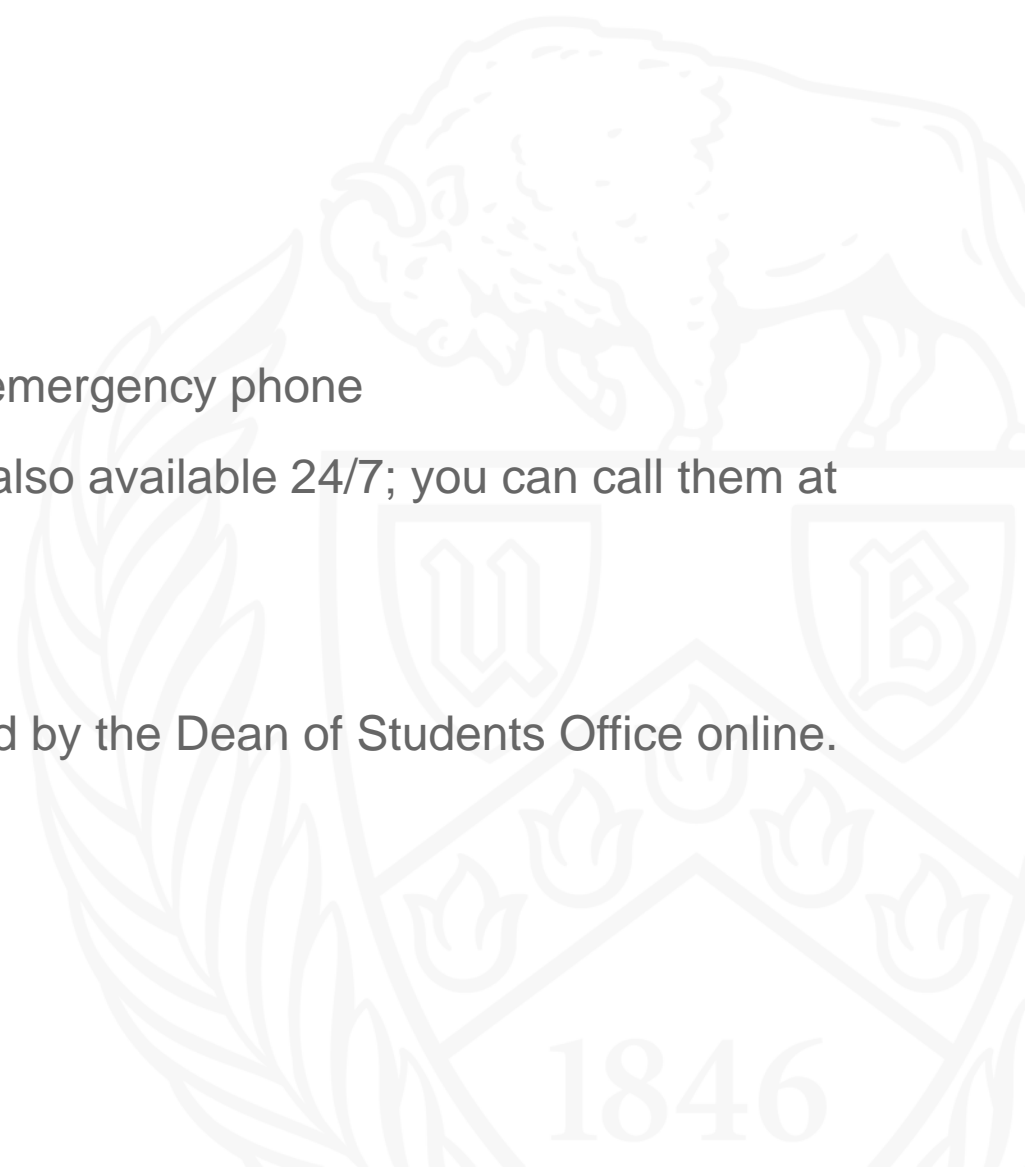 emergency phone
also available 24/7; you can call them at
U B
d by the Dean of Students Office online.
1846